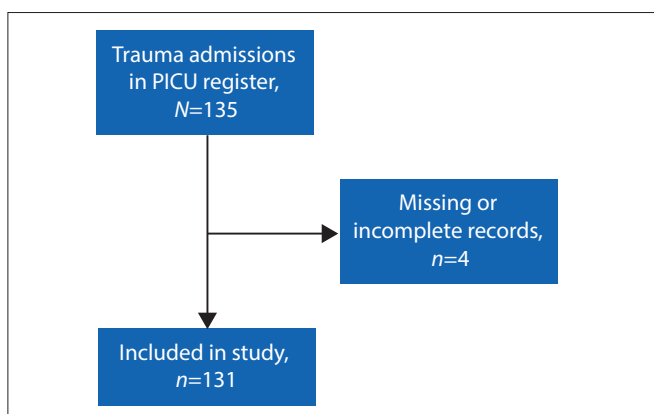 Trauma admissions
in PICU register,
N=135
Missing or
incomplete records,
n=4
Included in study,
n=131